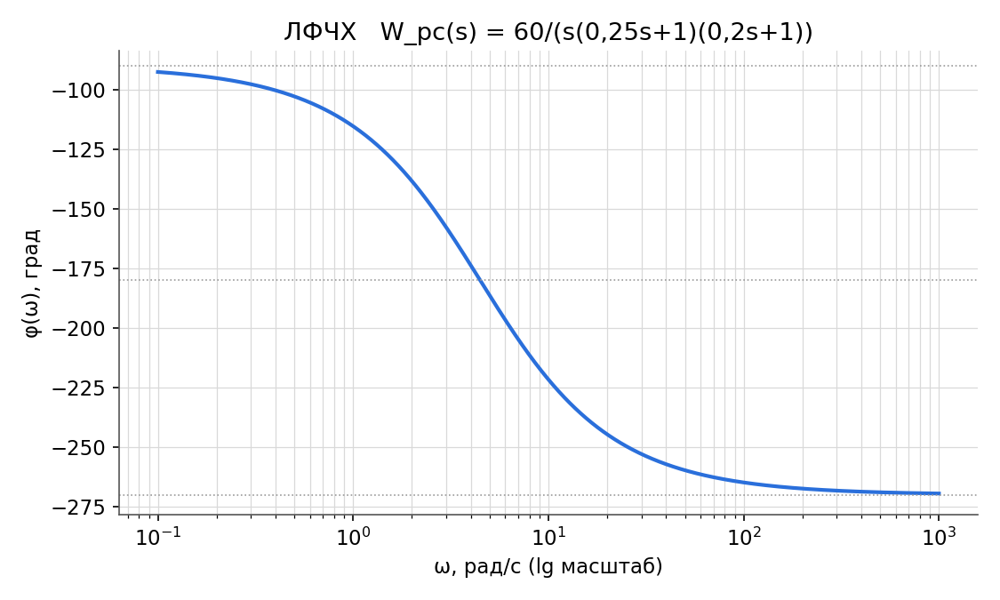 ЛФЧХ   W_pc(s) = 60/(s(0,25s+1)(0,2s+1))
φ(ω), град
−100
−125
−150
−175
−200
−225
−250
−275
10⁻¹ 10⁰ 10¹ 10² 10³
ω, рад/с (lg масштаб)